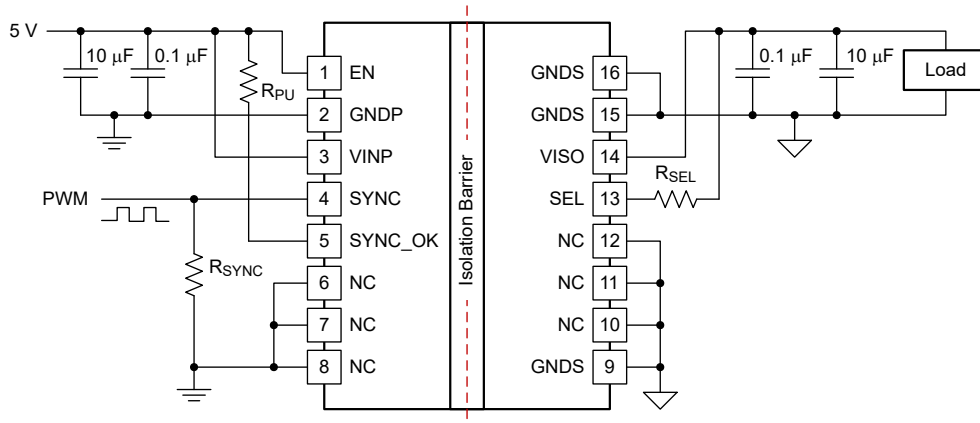 5 V
10 μF
0.1 μF
R_PU
PWM
R_SYNC
1 EN
2 GNDP
3 VINP
4 SYNC
5 SYNC_OK
6 NC
7 NC
8 NC
Isolation Barrier
GNDS 16
GNDS 15
VISO 14
SEL 13
NC 12
NC 11
NC 10
GNDS 9
R_SEL
0.1 μF
10 μF
Load